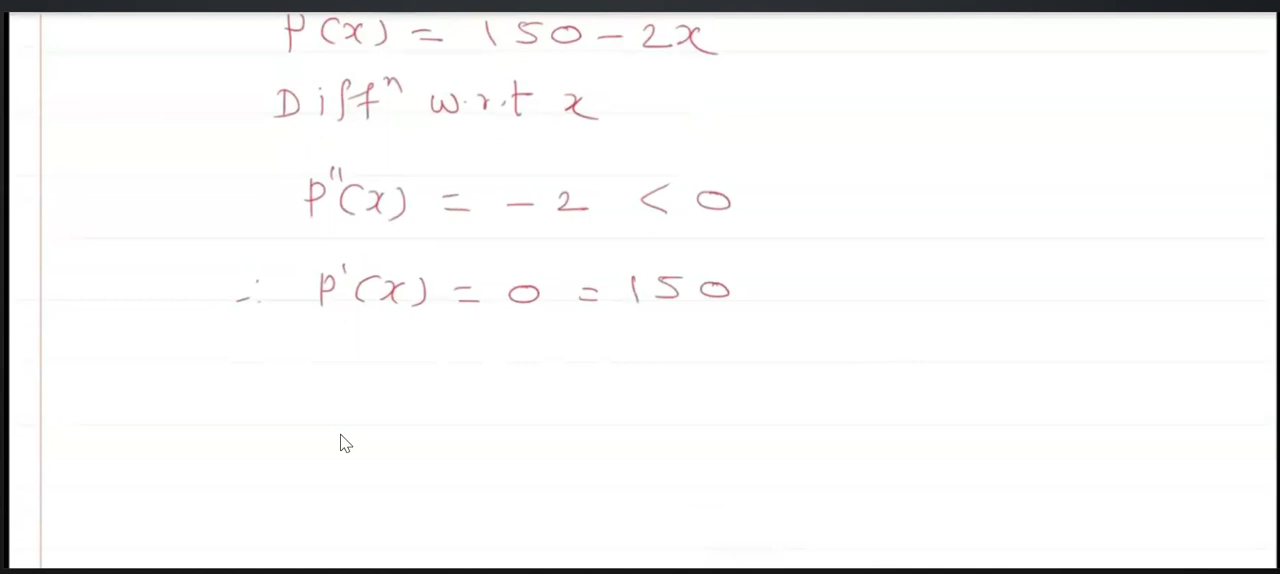 P(x) = 150 - 2x
Diffⁿ w.r.t x
P"(x) = - 2 < 0
∴ P'(x) = 0 = 150